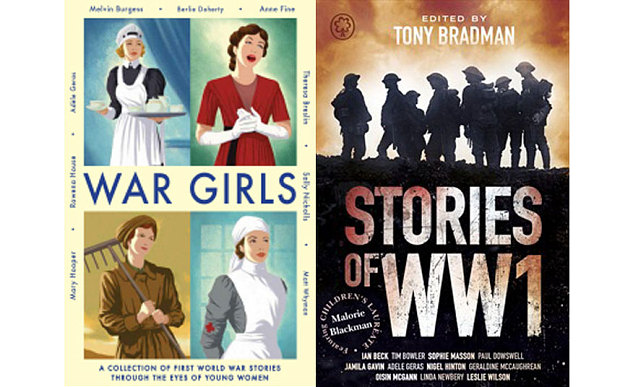 Melvin Burgess • Berlie Doherty • Anne Fine
Adèle Geras
Rowena House
Mary Hooper
Theresa Breslin
Sally Nicholls
Matt Whyman
WAR GIRLS
A COLLECTION OF FIRST WORLD WAR STORIES
THROUGH THE EYES OF YOUNG WOMEN
EDITED BY
TONY BRADMAN
STORIES
OF WW1
Featuring CHILDREN'S LAUREATE
Malorie
Blackman
IAN BECK TIM BOWLER SOPHIE MASSON PAUL DOWSWELL
JAMILA GAVIN ADÈLE GERAS NIGEL HINTON GERALDINE MCCAUGHREAN
OISIN MCGANN LINDA NEWBERY LESLIE WILSON